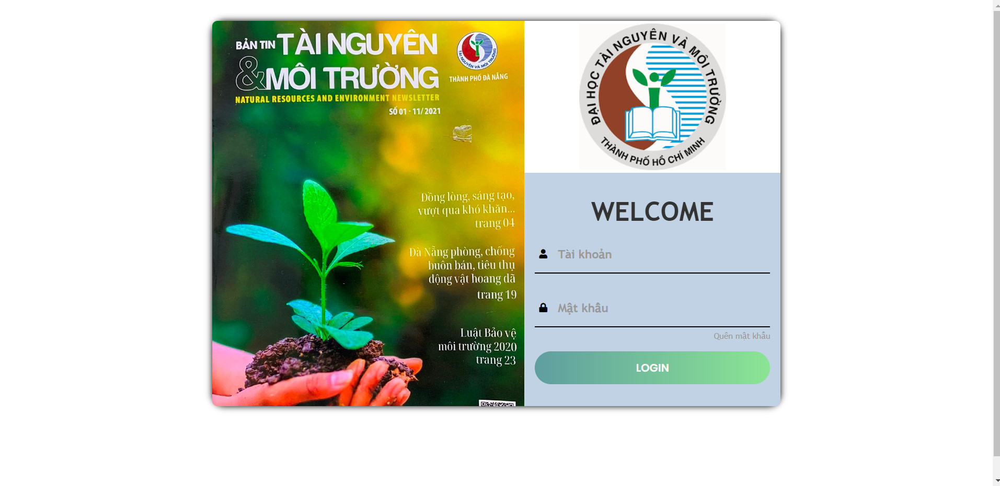 BẢN TIN TÀI NGUYÊN
& MÔI TRƯỜNG
NATURAL RESOURCES AND ENVIRONMENT NEWSLETTER
SỐ 01 - 11/2021
TÀI NGUYÊN VÀ MÔI TRƯỜNG
THÀNH PHỐ ĐÀ NẴNG
Đồng lòng, sáng tạo,
vượt qua khó khăn...
trang 04
Đà Nẵng phòng, chống
buôn bán, tiêu thụ
động vật hoang dã
trang 19
Luật Bảo vệ
môi trường 2020
trang 23
ĐẠI HỌC TÀI NGUYÊN VÀ MÔI TRƯỜNG
THÀNH PHỐ HỒ CHÍ MINH
WELCOME
Tài khoản
Mật khẩu
Quên mật khẩu
LOGIN